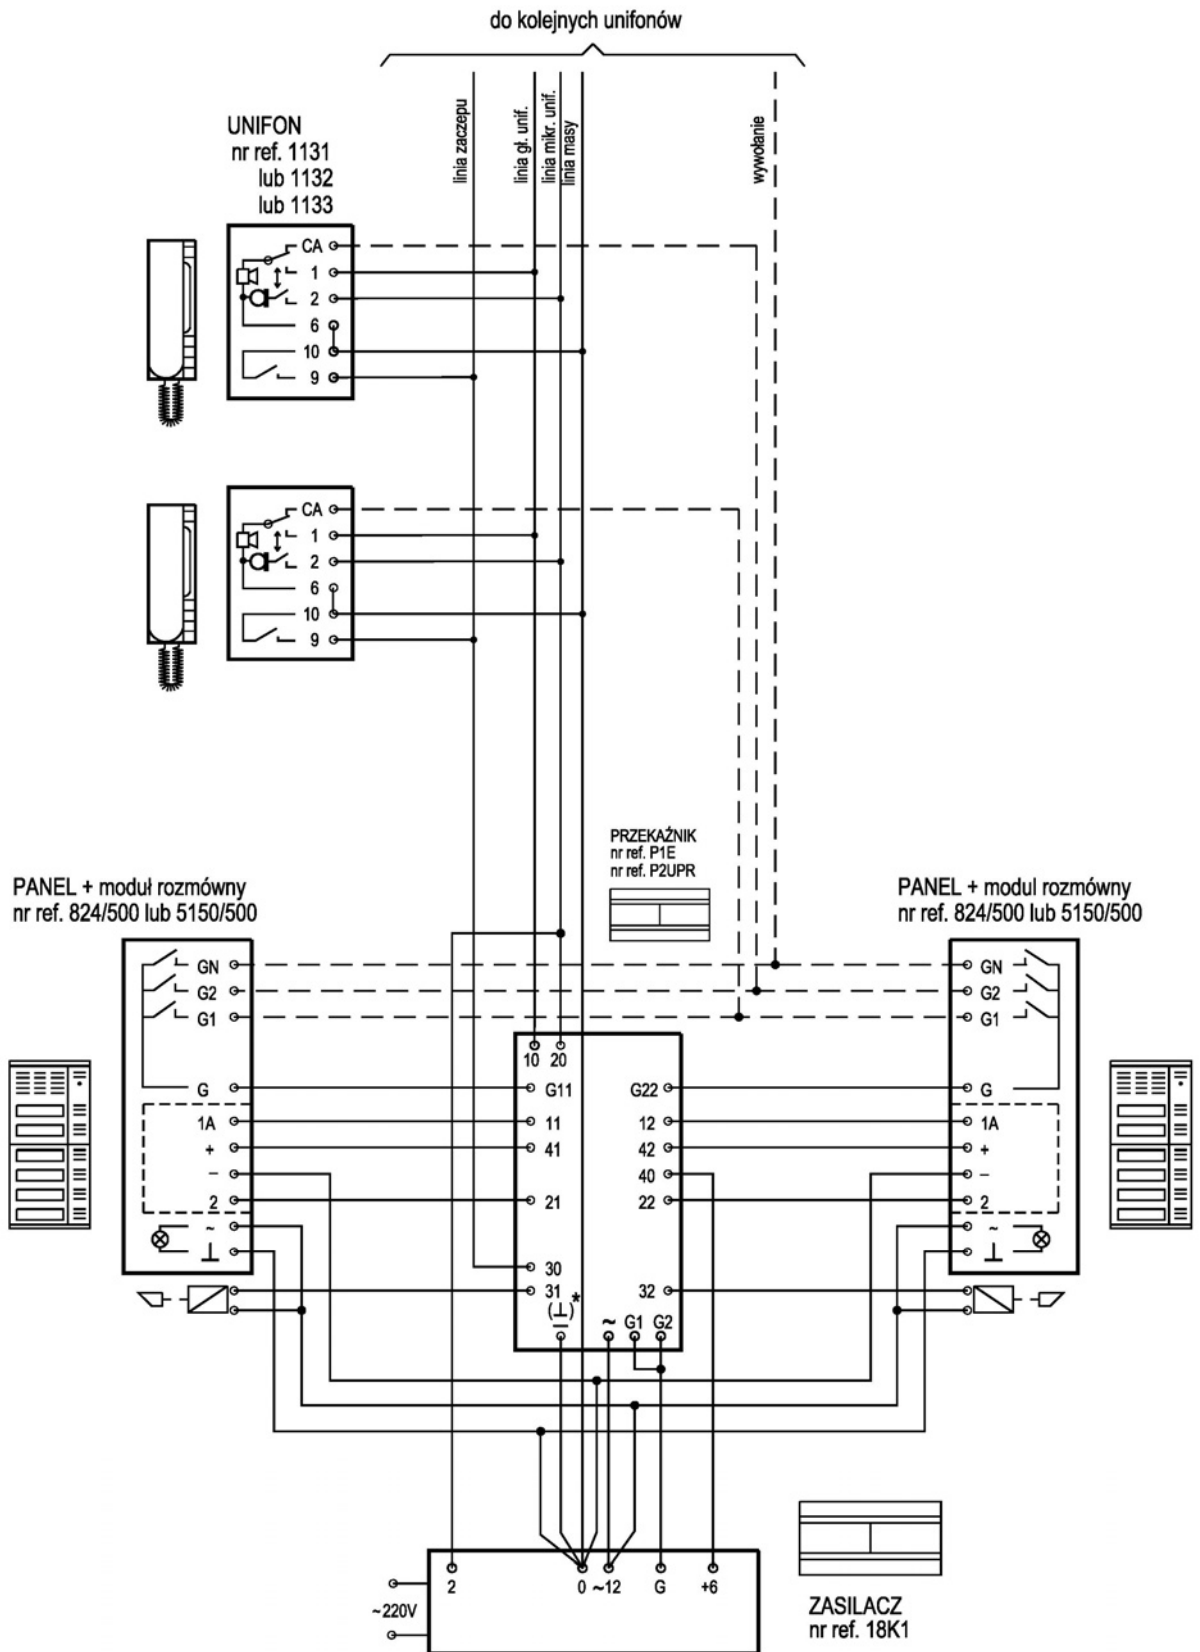 do kolejnych unifonów
linia zaczepu
linia gł. unif.
linia mikr. unif.
linia masy
wywołanie
UNIFON
nr ref. 1131
lub 1132
lub 1133
CA
1
2
6
10
9
CA
1
2
6
10
9
PRZEKAŹNIK
nr ref. P1E
nr ref. P2UPR
PANEL + moduł rozmówny
nr ref. 824/500 lub 5150/500
PANEL + modul rozmówny
nr ref. 824/500 lub 5150/500
GN
G2
G1
G
1A
+
–
2
~
⊥
10 20
G11
11
41
21
30
31
(⊥)*
–
G22
12
42
40
22
32
~ G1 G2
GN
G2
G1
G
1A
+
–
2
~
⊥
2 0 ~12 G +6
~220V
ZASILACZ
nr ref. 18K1